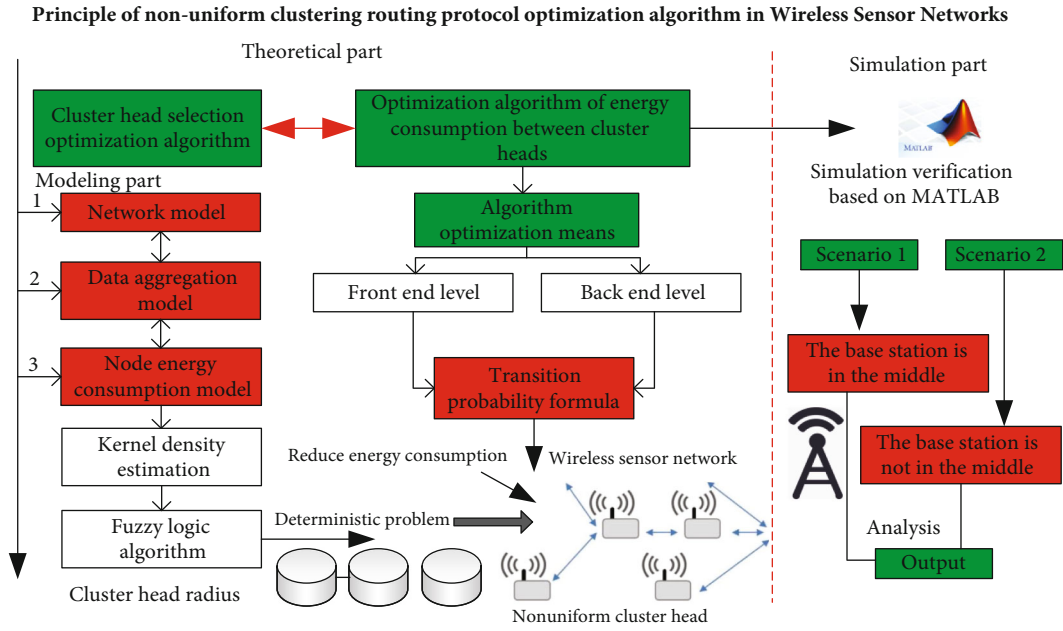 Principle of non-uniform clustering routing protocol optimization algorithm in Wireless Sensor Networks
Theoretical part
Simulation part
Cluster head selection
optimization algorithm
Optimization algorithm of energy
consumption between cluster
heads
MATLAB
Simulation verification
based on MATLAB
Modeling part
1
Network model
2
Data aggregation
model
3
Node energy
consumption model
Kernel density
estimation
Fuzzy logic
algorithm
Cluster head radius
Algorithm
optimization means
Front end level
Back end level
Transition
probability formula
Reduce energy consumption
Wireless sensor network
Deterministic problem
Nonuniform cluster head
Scenario 1
Scenario 2
The base station is
in the middle
The base station is
not in the middle
Analysis
Output